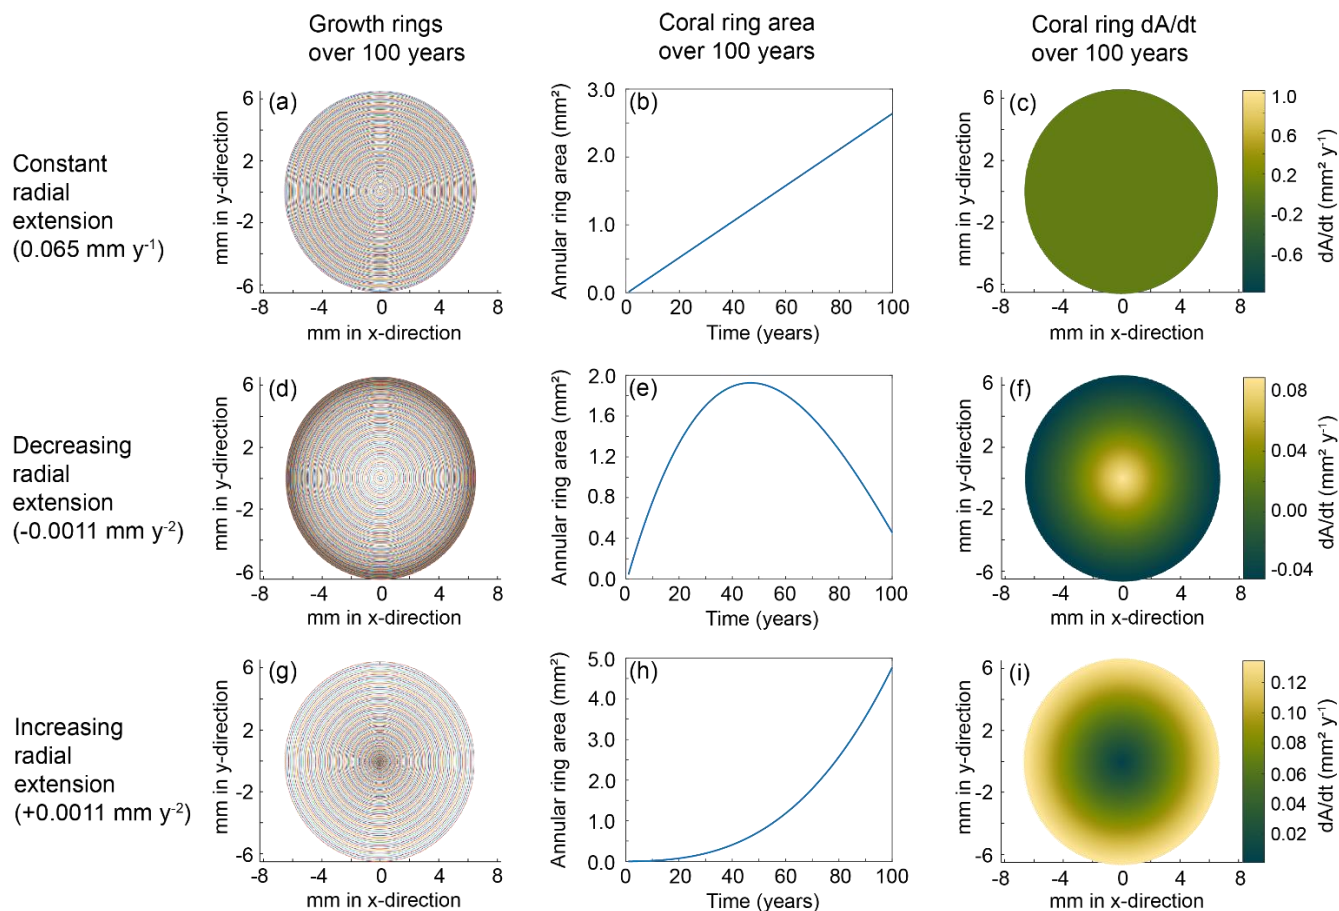 Growth rings
over 100 years
Coral ring area
over 100 years
Coral ring dA/dt
over 100 years
Constant
radial
extension
(0.065 mm y⁻¹)
(a)
mm in y-direction
6
2
-2
-6
-8 -4 0 4 8
mm in x-direction
(b)
Annular ring area (mm²)
3.0
2.0
1.0
0.0
0 20 40 60 80 100
Time (years)
(c)
mm in y-direction
6
2
-2
-6
-8 -4 0 4 8
mm in x-direction
1.0
0.6
0.2
-0.2
-0.6
dA/dt (mm² y⁻¹)
Decreasing
radial
extension
(-0.0011 mm y⁻²)
(d)
mm in y-direction
6
2
-2
-6
-8 -4 0 4 8
mm in x-direction
(e)
Annular ring area (mm²)
2.0
1.6
1.2
0.8
0.4
0.0
0 20 40 60 80 100
Time (years)
(f)
mm in y-direction
6
2
-2
-6
-8 -4 0 4 8
mm in x-direction
0.08
0.04
0.00
-0.04
dA/dt (mm² y⁻¹)
Increasing
radial
extension
(+0.0011 mm y⁻²)
(g)
mm in y-direction
6
2
-2
-6
-8 -4 0 4 8
mm in x-direction
(h)
Annular ring area (mm²)
5.0
4.0
3.0
2.0
1.0
0.0
0 20 40 60 80 100
Time (years)
(i)
mm in y-direction
6
2
-2
-6
-8 -4 0 4 8
mm in x-direction
0.12
0.10
0.08
0.06
0.04
0.02
dA/dt (mm² y⁻¹)